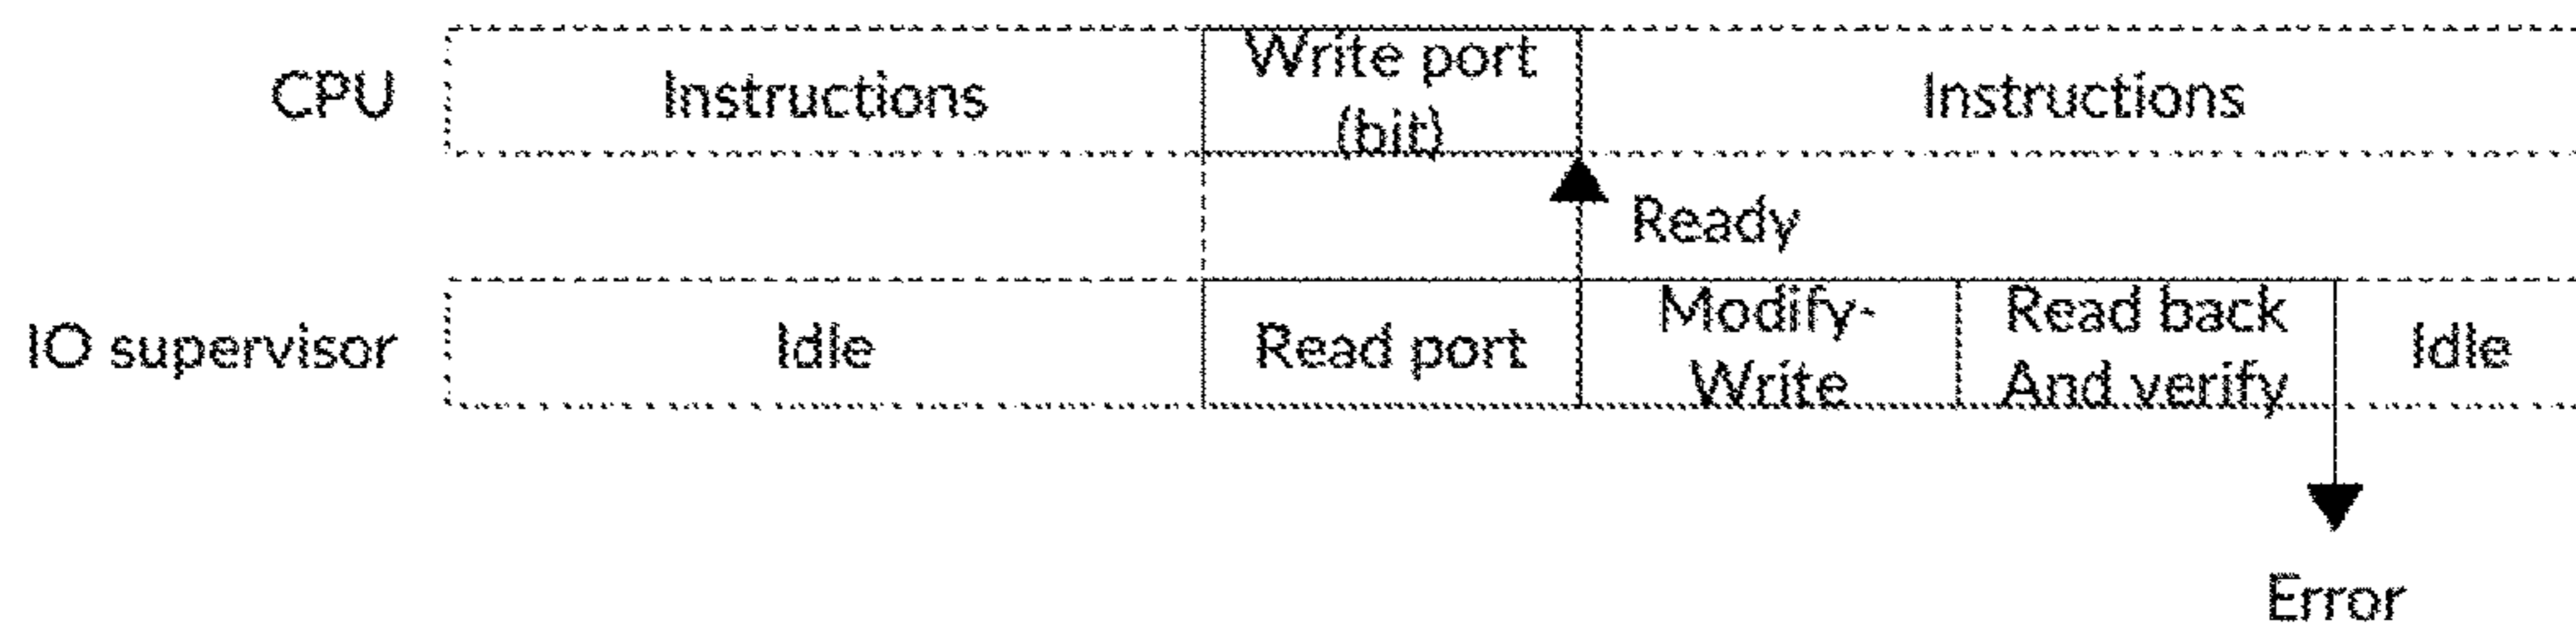 CPU
Instructions
Write port
(bit)
Instructions
Ready
IO supervisor
Idle
Read port
Modify-
Write
Read back
And verify
Idle
Error